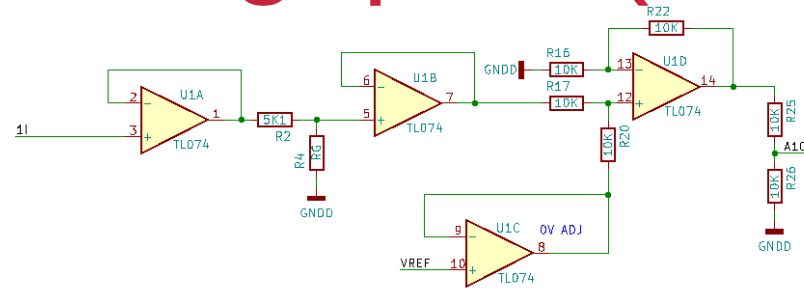 R22
10K
R16
GNDD
10K
13
U1D
14
R17
10K
12
TL074
6
U1B
7
5
TL074
2
U1A
1
3
TL074
1I
5K1
R2
R4
RG
GNDD
R20
10K
R25
10K
R26
10K
GNDD
9
U1C
0V ADJ
8
VREF
10
TL074